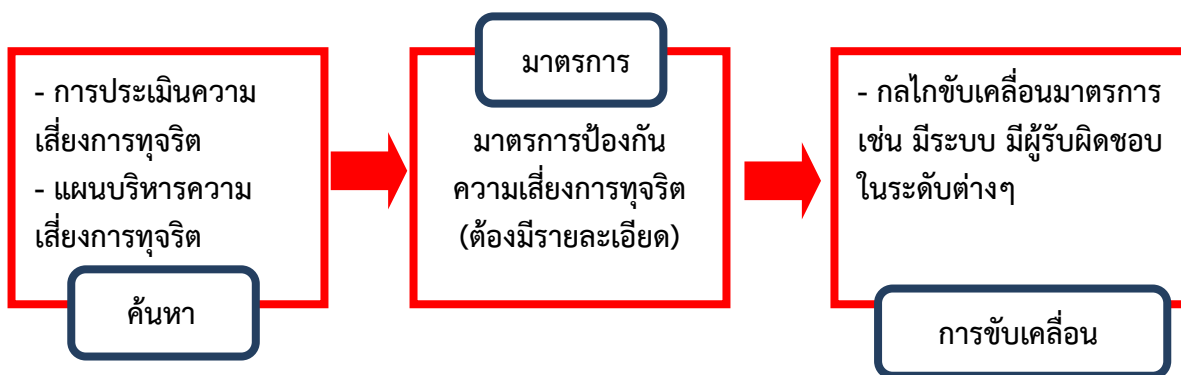 - การประเมินความ
เสี่ยงการทุจริต
- แผนบริหารความ
เสี่ยงการทุจริต
ค้นหา
มาตรการ
มาตรการป้องกัน
ความเสี่ยงการทุจริต
(ต้องมีรายละเอียด)
- กลไกขับเคลื่อนมาตรการ
เช่น มีระบบ มีผู้รับผิดชอบ
ในระดับต่างๆ
การขับเคลื่อน